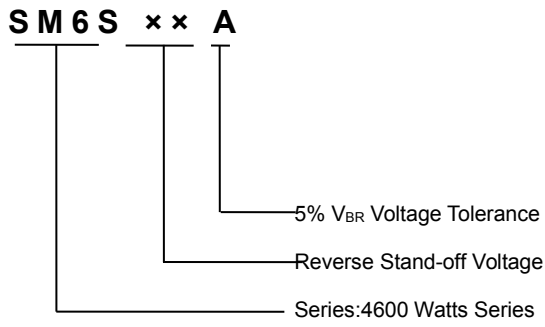 SM6S ×× A
5% VBR Voltage Tolerance
Reverse Stand-off Voltage
Series:4600 Watts Series